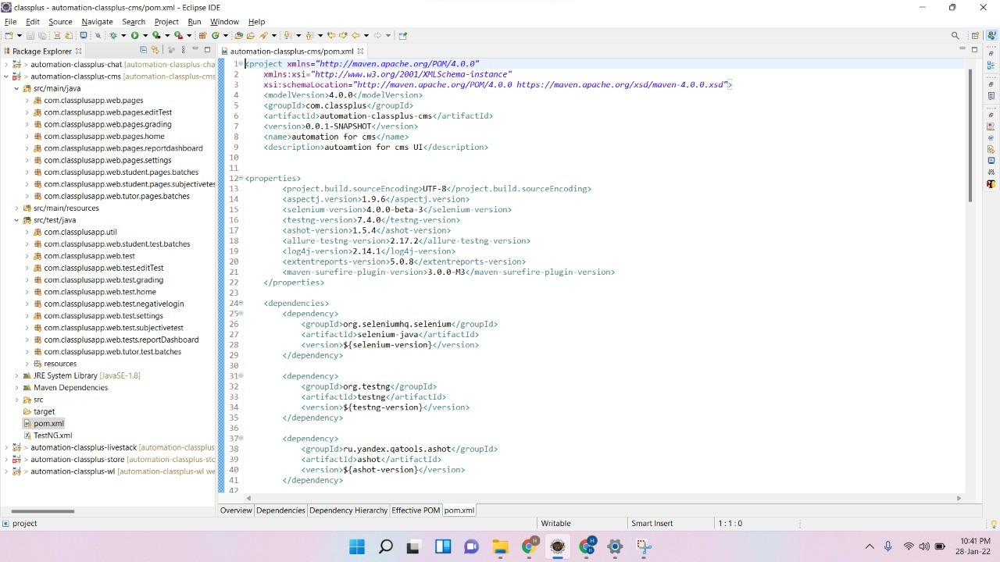 classplus - automation-classplus-cms/pom.xml - Eclipse IDE
File Edit Source Navigate Search Project Run Window Help
Package Explorer
automation-classplus-cms/pom.xml
> automation-classplus-chat [automation-classplus-cha
> automation-classplus-cms [automation-classplus-cms
src/main/java
com.classplusapp.web.pages
com.classplusapp.web.pages.editTest
com.classplusapp.web.pages.grading
com.classplusapp.web.pages.home
com.classplusapp.web.pages.reportdashboard
com.classplusapp.web.pages.settings
com.classplusapp.web.student.pages.batches
com.classplusapp.web.student.pages.subjectivetes
com.classplusapp.web.tutor.pages.batches
src/main/resources
src/test/java
com.classplusapp.util
com.classplusapp.web.student.test.batches
com.classplusapp.web.test
com.classplusapp.web.test.editTest
com.classplusapp.web.test.grading
com.classplusapp.web.test.home
com.classplusapp.web.test.negativelogin
com.classplusapp.web.test.settings
com.classplusapp.web.test.subjectivetest
com.classplusapp.web.tests.reportDashboard
com.classplusapp.web.tutor.test.batches
resources
JRE System Library [JavaSE-1.8]
Maven Dependencies
> src
target
pom.xml
TestNG.xml
> automation-classplus-livestack [automation-classplus
> automation-classplus-store [automation-classplus-stc
> automation-classplus-wl [automation-classplus-wl we
1 <project xmlns="http://maven.apache.org/POM/4.0.0"
2 xmlns:xsi="http://www.w3.org/2001/XMLSchema-instance"
3 xsi:schemaLocation="http://maven.apache.org/POM/4.0.0 https://maven.apache.org/xsd/maven-4.0.0.xsd">
4 <modelVersion>4.0.0</modelVersion>
5 <groupId>com.classplus</groupId>
6 <artifactId>automation-classplus-cms</artifactId>
7 <version>0.0.1-SNAPSHOT</version>
8 <name>automation for cms</name>
9 <description>autoamtion for cms UI</description>
10
11
12 <properties>
13 <project.build.sourceEncoding>UTF-8</project.build.sourceEncoding>
14 <aspectj.version>1.9.6</aspectj.version>
15 <selenium-version>4.0.0-beta-3</selenium-version>
16 <testng-version>7.4.0</testng-version>
17 <ashot-version>1.5.4</ashot-version>
18 <allure-testng-version>2.17.2</allure-testng-version>
19 <log4j-version>2.14.1</log4j-version>
20 <extentreports-version>5.0.8</extentreports-version>
21 <maven-surefire-plugin-version>3.0.0-M3</maven-surefire-plugin-version>
22 </properties>
23
24 <dependencies>
25 <dependency>
26 <groupId>org.seleniumhq.selenium</groupId>
27 <artifactId>selenium-java</artifactId>
28 <version>${selenium-version}</version>
29 </dependency>
30
31 <dependency>
32 <groupId>org.testng</groupId>
33 <artifactId>testng</artifactId>
34 <version>${testng-version}</version>
35 </dependency>
36
37 <dependency>
38 <groupId>ru.yandex.qatools.ashot</groupId>
39 <artifactId>ashot</artifactId>
40 <version>${ashot-version}</version>
41 </dependency>
42
Overview Dependencies Dependency Hierarchy Effective POM pom.xml
project Writable Smart Insert 1 : 1 : 0
10:41 PM
28-Jan-22